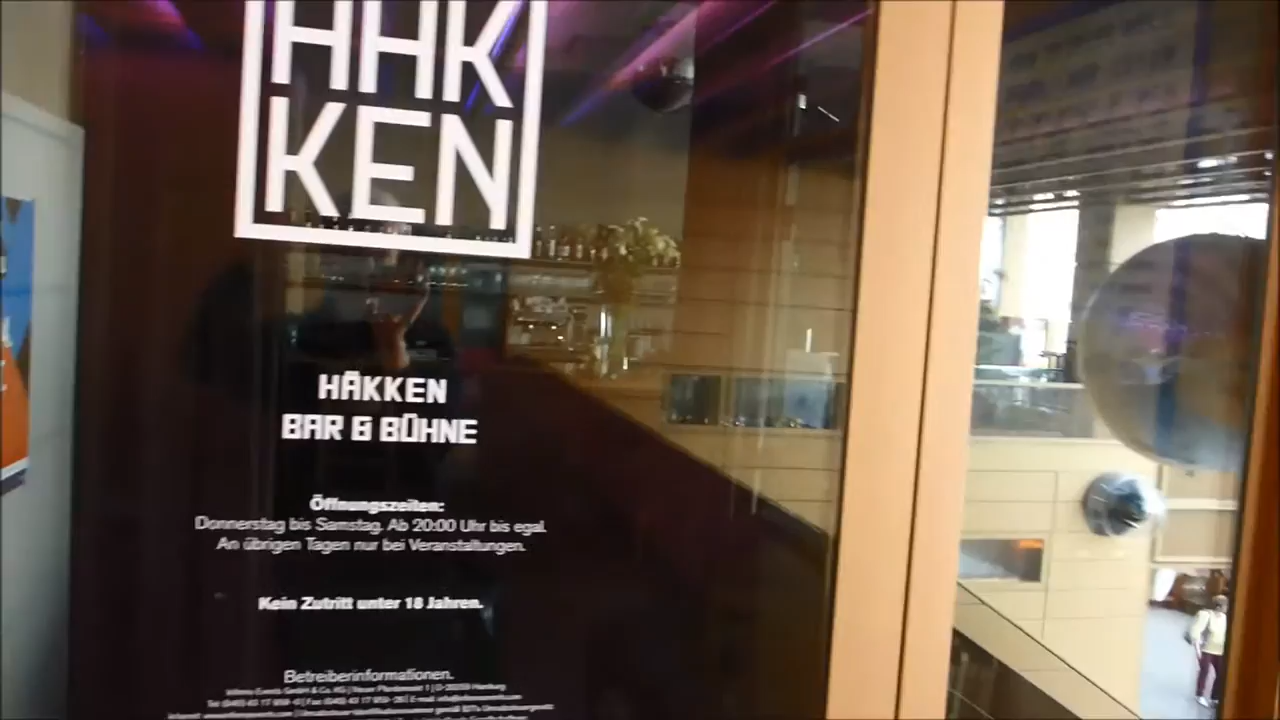 HÄK
KEN
HÄKKEN
BAR & BÜHNE
Öffnungszeiten:
Donnerstag bis Samstag. Ab 20:00 Uhr bis egal.
An übrigen Tagen nur bei Veranstaltungen.
Kein Zutritt unter 18 Jahren.
Betreiberinformationen.